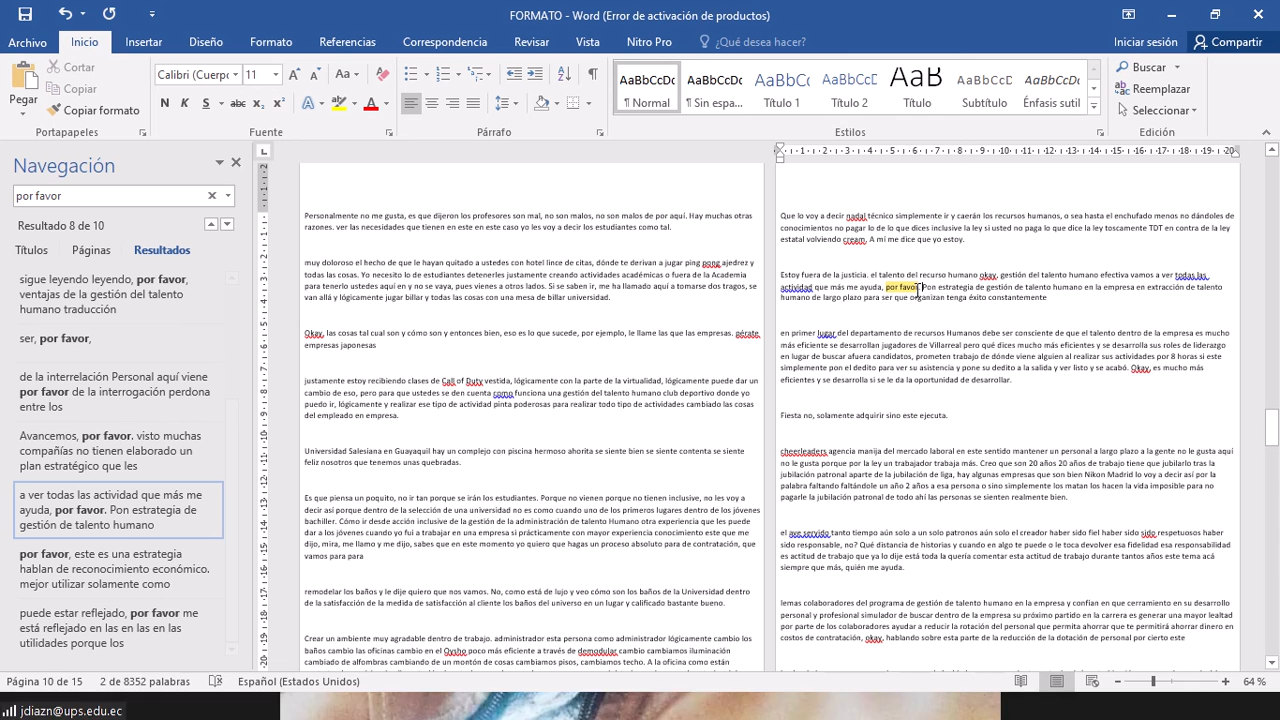 FORMATO - Word (Error de activación de productos)
Archivo Inicio Insertar Diseño Formato Referencias Correspondencia Revisar Vista Nitro Pro ¿Qué desea hacer? Iniciar sesión Compartir
Pegar
Cortar
Copiar
Copiar formato
Portapapeles
Calibri (Cuerpo 11
Fuente
Párrafo
AaBbCcDc AaBbCcDc AaBbCc AaBbCcD AaB AaBbCcD AaBbCcDc
¶ Normal ¶ Sin espa... Título 1 Título 2 Título Subtítulo Énfasis sutil
Estilos
Buscar
Reemplazar
Seleccionar
Edición
Navegación
por favor
Resultado 8 de 10
Títulos Páginas Resultados
sigue leyendo leyendo, por favor,
ventajas de la gestión del talento
humano traducción
ser, por favor,
de la interrelación Personal aquí viene
por favor de la interrogación perdona
entre los
Avancemos, por favor. visto muchas
compañías no tienen elaborado un
plan estratégico que les
a ver todas las actividad que más me
ayuda, por favor. Pon estrategia de
gestión de talento humano
por favor, este es una estrategia
hablan de reconocimiento económico.
mejor utilizar solamente como
puede estar reflejado, por favor me
está reflejado en las en las en las
utilidades porque los
Personalmente no me gusta, es que dijeron los profesores son mal, no son malos, no son malos de por aquí. Hay muchas otras
razones. ver las necesidades que tienen en este en este caso yo les voy a decir los estudiantes como tal.
muy doloroso el hecho de que le hayan quitado a ustedes con hotel lince de citas, dónde te derivan a jugar ping pong ajedrez y
todas las cosas. Yo necesito lo de estudiantes detenerles justamente creando actividades académicas o fuera de la Academia
para tenerlo ustedes aquí en y no se vaya, pues vienes a otros lados. Si se saben ir, me ha llamado aquí a tomarse dos tragos, se
van allá y lógicamente jugar billar y todas las cosas con una mesa de billar universidad.
Okay, las cosas tal cual son y cómo son y entonces bien, eso es lo que sucede, por ejemplo, le llame las que las empresas. gérate
empresas japonesas
justamente estoy recibiendo clases de Call of Duty vestida, lógicamente con la parte de la virtualidad, lógicamente puede dar un
cambio de eso, pero para que ustedes se den cuenta como funciona una gestión del talento humano club deportivo donde yo
puedo ir, lógicamente y realizar ese tipo de actividad pinta poderosas para realizar todo tipo de actividades cambiado las cosas
del empleado en empresa.
Universidad Salesiana en Guayaquil hay un complejo con piscina hermoso ahorita se siente bien se siente contenta se siente
feliz nosotros que tenemos unas quebradas.
Es que piensa un poquito, no ir tan porque se irán los estudiantes. Porque no vienen porque no tienen inclusive, no les voy a
decir así porque dentro de la selección de una universidad no es como cuando uno de los primeros lugares dentro de los jóvenes
bachiller. Cómo ir desde acción inclusive de la gestión de la administración de talento Humano otra experiencia que les puede
dar a los jóvenes cuando yo fui a trabajar en una empresa si prácticamente con mayor experiencia conocimiento este que me
dijo, mira, me llamo y me dijo, sabes que en este momento yo quiero que hagas un proceso absoluto para de contratación, que
vamos para para
remodelar los baños y le dije quiero que nos vamos. No, como está de lujo y veo cómo son los baños de la Universidad dentro
de la satisfacción de la medida de satisfacción al cliente los baños del universo en un lugar y calificado bastante bueno.
Crear un ambiente muy agradable dentro de trabajo. administrador esta persona como administrador lógicamente cambio los
baños cambio las oficinas cambio en el Oysho poco más eficiente a través de demodular cambio cambiamos iluminación
cambiado de alfombras cambiando de un montón de cosas cambiamos pisos, cambiamos techo. A la oficina como están
Que lo voy a decir nadal técnico simplemente ir y caerán los recursos humanos, o sea hasta el enchufado menos no dándoles de
conocimientos no pagar lo de lo que dices inclusive la ley si usted no paga lo que dice la ley toscamente TDT en contra de la ley
estatal volviendo cream. A mi me dice que yo estoy.
Estoy fuera de la justicia. el talento del recurso humano okay, gestión del talento humano efectiva vamos a ver todas las
actividad que más me ayuda, por favor. Pon estrategia de gestión de talento humano en la empresa en extracción de talento
humano de largo plazo para ser que organizan tenga éxito constantemente
en primer lugar del departamento de recursos Humanos debe ser consciente de que el talento dentro de la empresa es mucho
más eficiente se desarrollan jugadores de Villarreal pero qué dices mucho más eficientes y se desarrolla sus roles de liderazgo
en lugar de buscar afuera candidatos, prometen trabajo de dónde viene alguien al realizar sus actividades por 8 horas si este
simplemente pon el dedito para ver su asistencia y pone su dedito a la salida y ver listo y se acabó. Okay, es mucho más
eficientes y se desarrolla si se le da la oportunidad de desarrollar.
Fiesta no, solamente adquirir sino este ejecuta.
cheerleaders agencia manija del mercado laboral en este sentido mantener un personal a largo plazo a la gente no le gusta aquí
no le gusta porque por la ley un trabajador trabaja más. Creo que son 20 años 20 años de trabajo tiene que jubilarlo tras la
jubilación patronal aparte de la jubilación de liga, hay algunas empresas que son bien Nikon Madrid lo voy a decir la por la
palabra faltando faltándole un año 2 años a esa persona o sino simplemente los matan los hacen la vida imposible para no
pagarle la jubilación patronal de todo ahí las personas se sienten realmente bien.
el ave servido tanto tiempo aún solo a un solo patronos aún solo el creador haber sido fiel haber sido respetuosos haber
sido responsable, no? Qué distancia de historias y cuando en algo te puede o le toca devolver esa fidelidad esa responsabilidad
es actitud de trabajo que ya lo dije está toda la quería comentar esta actitud de trabajo durante tantos años este tema acá
siempre que más, quién me ayuda.
lemas colaboradores del programa de gestión de talento humano en la empresa y confían en que cerramiento en su desarrollo
personal y profesional simulador de buscar dentro de la empresa su próximo partido en la carrera es generar una mayor lealtad
por parte de los colaboradores ayudar a reducir la rotación del personal que permita ahorrar que te permitirá ahorrar dinero en
costos de contratación, okay, hablando sobre esta parte de la reducción de la dotación de personal por cierto este
Página 10 de 15 2 de 8352 palabras Español (Estados Unidos) 64 %
jdiazn@ups.edu.ec